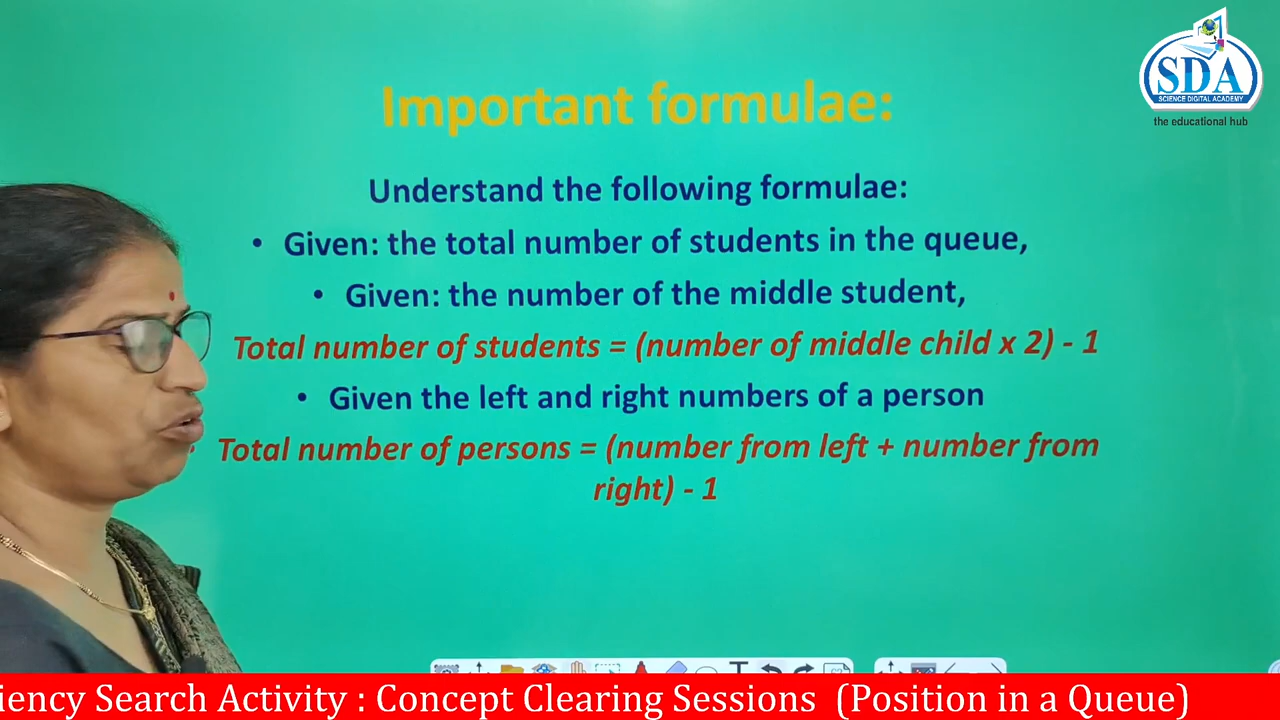 SDA
SCIENCE DIGITAL ACADEMY
the educational hub
Important formulae:
Understand the following formulae:
• Given: the total number of students in the queue,
• Given: the number of the middle student,
Total number of students = (number of middle child x 2) - 1
• Given the left and right numbers of a person
• Total number of persons = (number from left + number from
right) - 1
iency Search Activity : Concept Clearing Sessions (Position in a Queue)